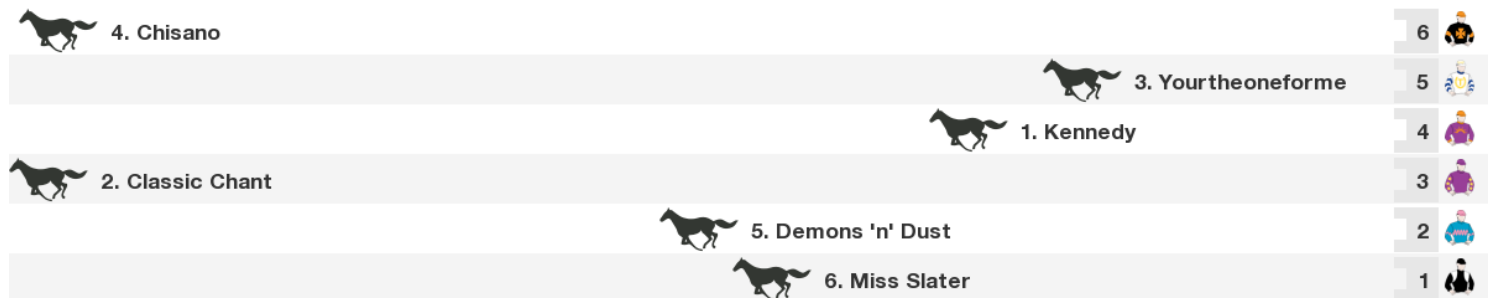 4. Chisano 6
3. Yourtheoneforme 5
1. Kennedy 4
2. Classic Chant 3
5. Demons 'n' Dust 2
6. Miss Slater 1